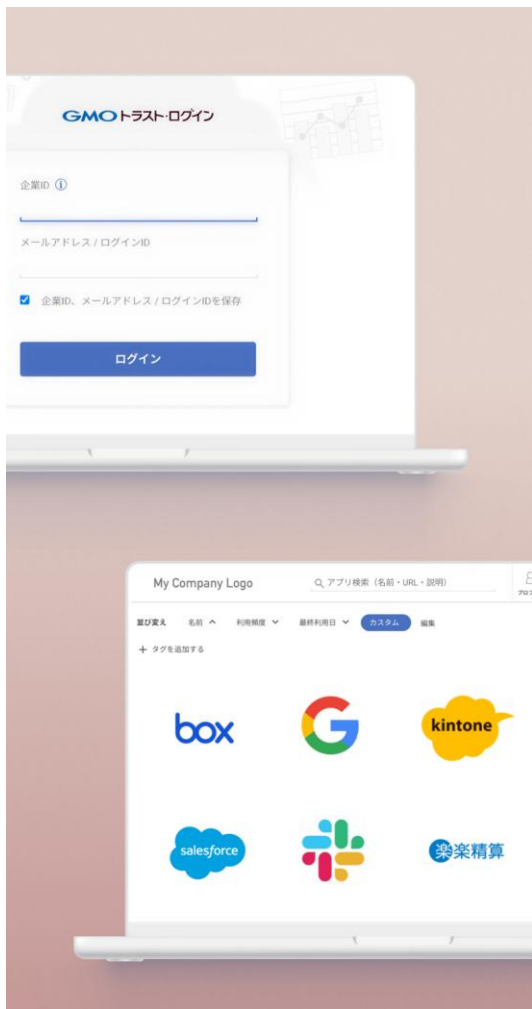 GMO トラスト・ログイン
企業ID
メールアドレス / ログインID
企業ID、メールアドレス / ログインIDを保存
ログイン
My Company Logo
アプリ検索（名前・URL・説明）
並び変え 名前 利用頻度 最終利用日 カスタム 編集
+ タグを追加する
box
kintone
salesforce
楽楽精算